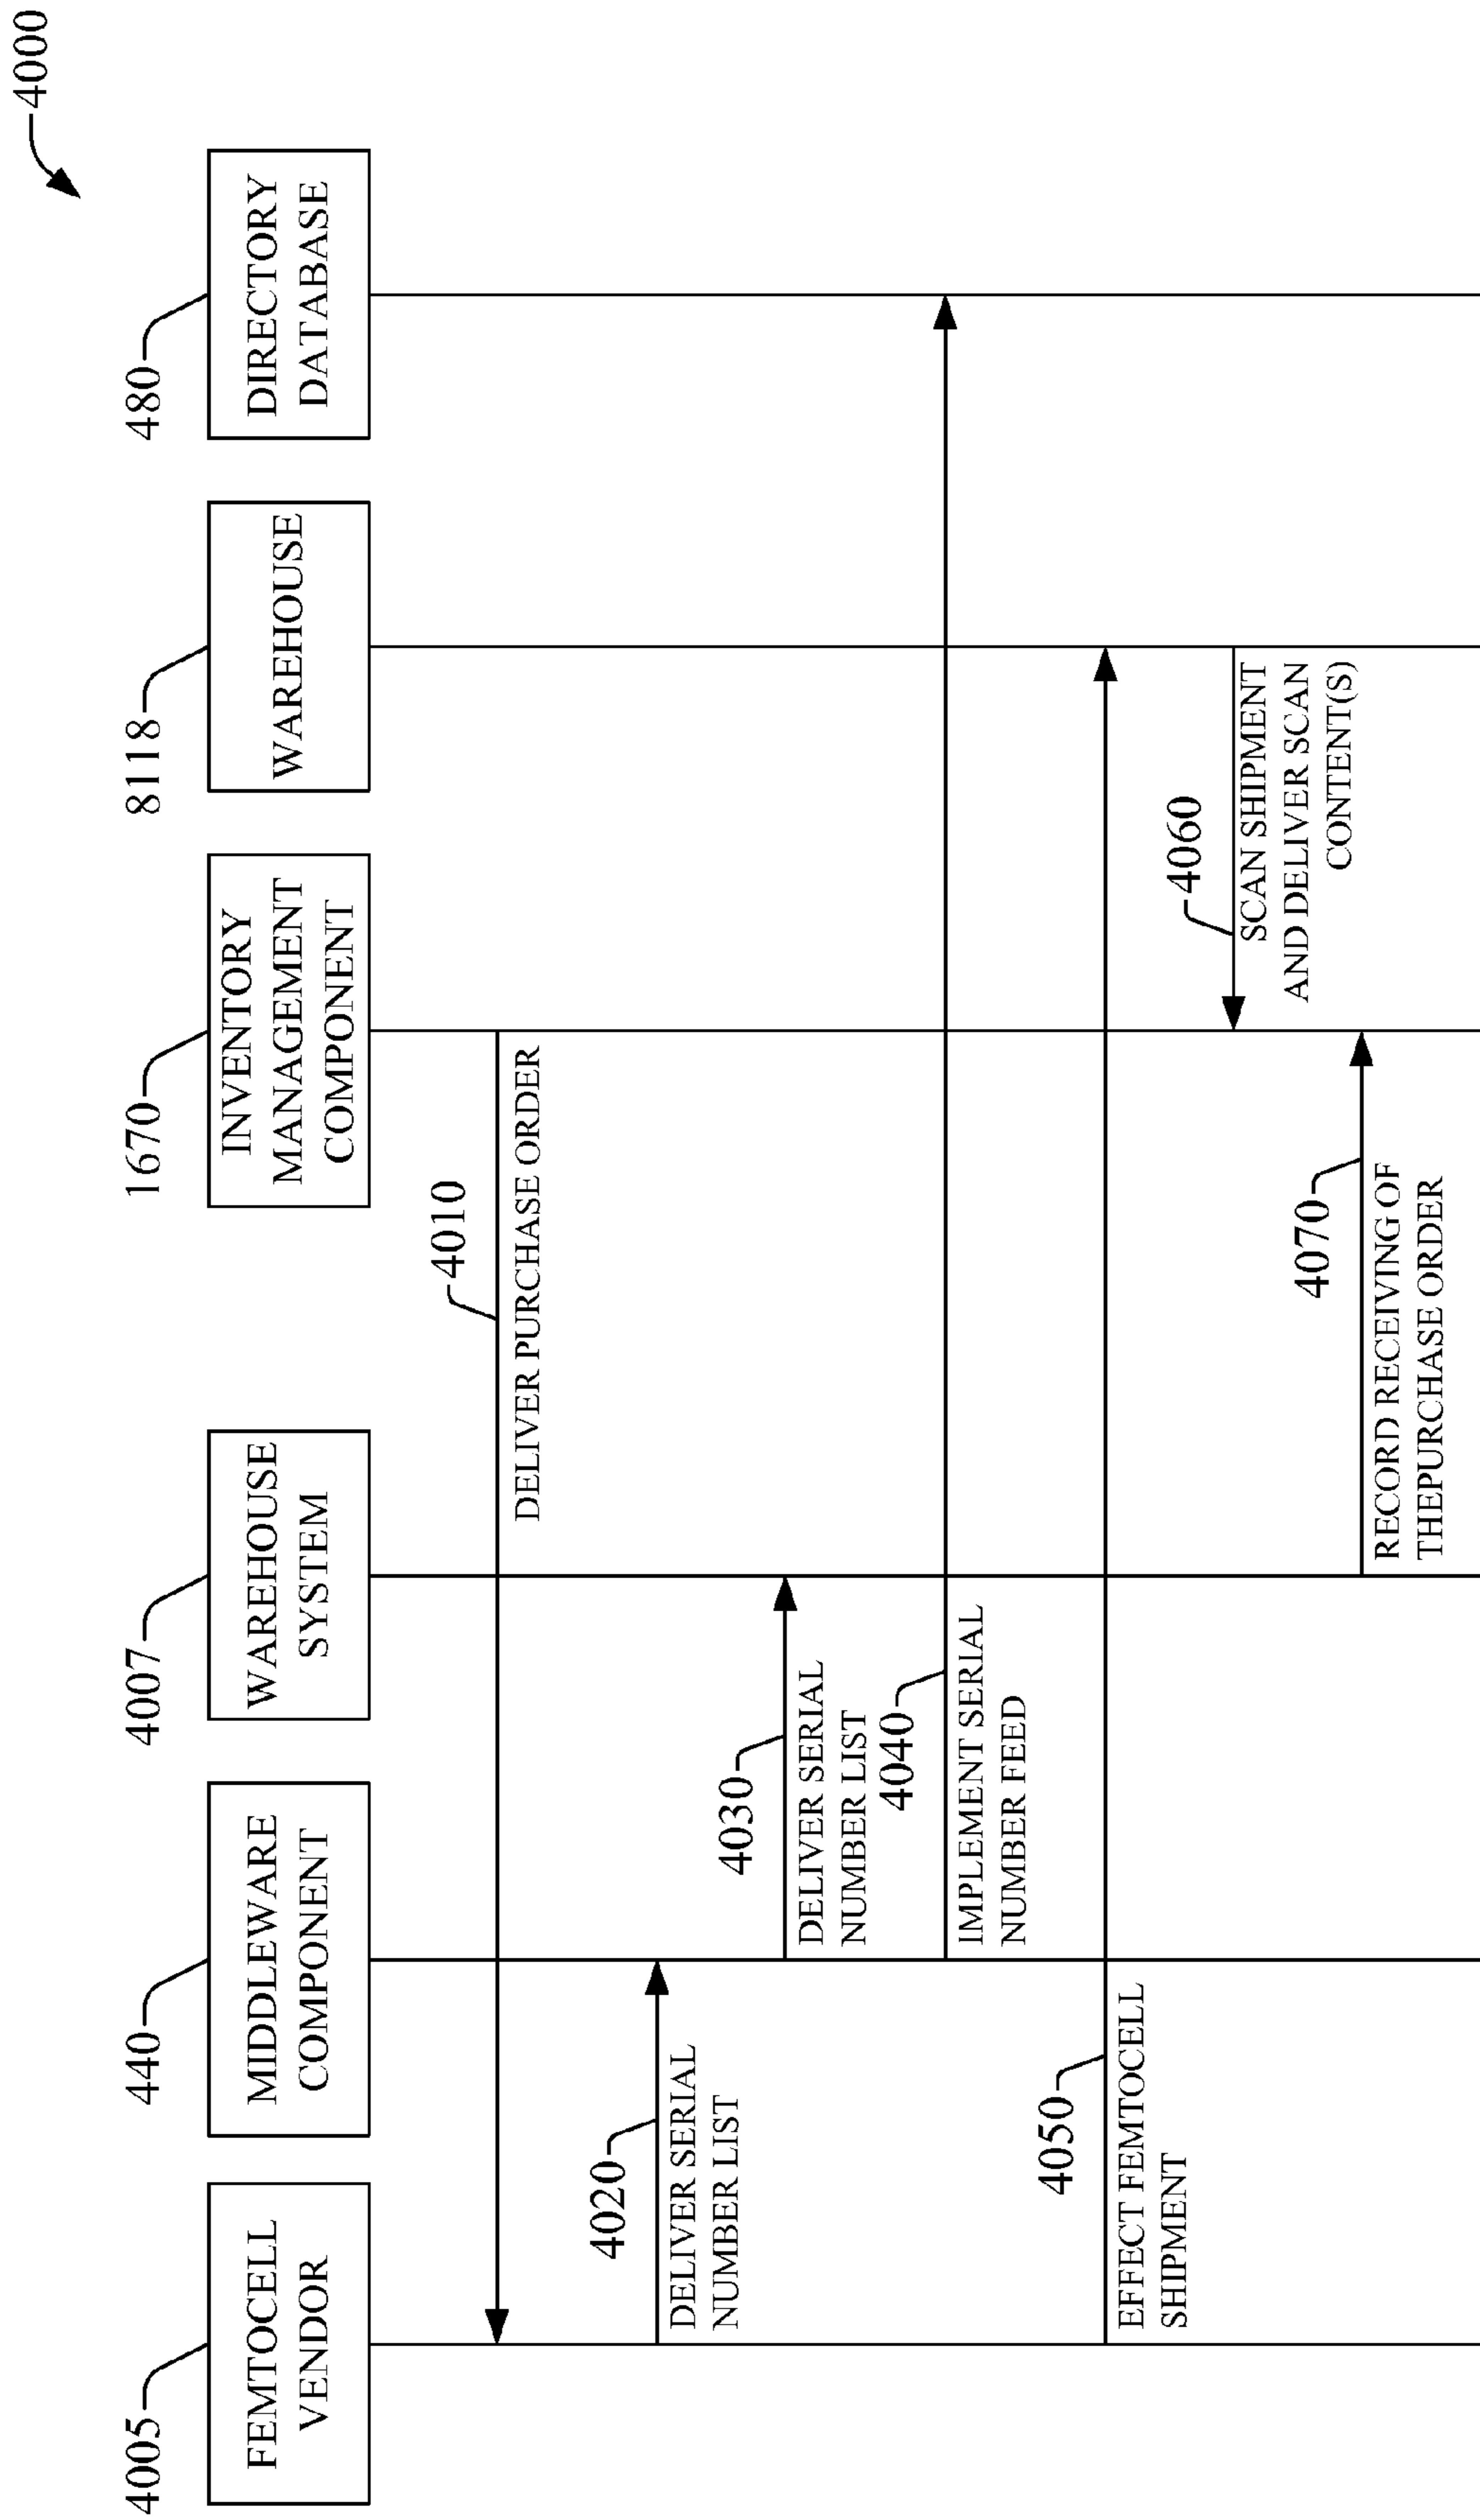 4000
4005
FEMTOCELL
VENDOR
440
MIDDLEWARE
COMPONENT
4007
WAREHOUSE
SYSTEM
1670
INVENTORY
MANAGEMENT
COMPONENT
8118
WAREHOUSE
480
DIRECTORY
DATABASE
4010
DELIVER PURCHASE ORDER
4020
DELIVER SERIAL
NUMBER LIST
4030
DELIVER SERIAL
NUMBER LIST
4040
IMPLEMENT SERIAL
NUMBER FEED
4050
EFFECT FEMTOCELL
SHIPMENT
4060
SCAN SHIPMENT
AND DELIVER SCAN
CONTENT(S)
4070
RECORD RECEIVING OF
THEPURCHASE ORDER